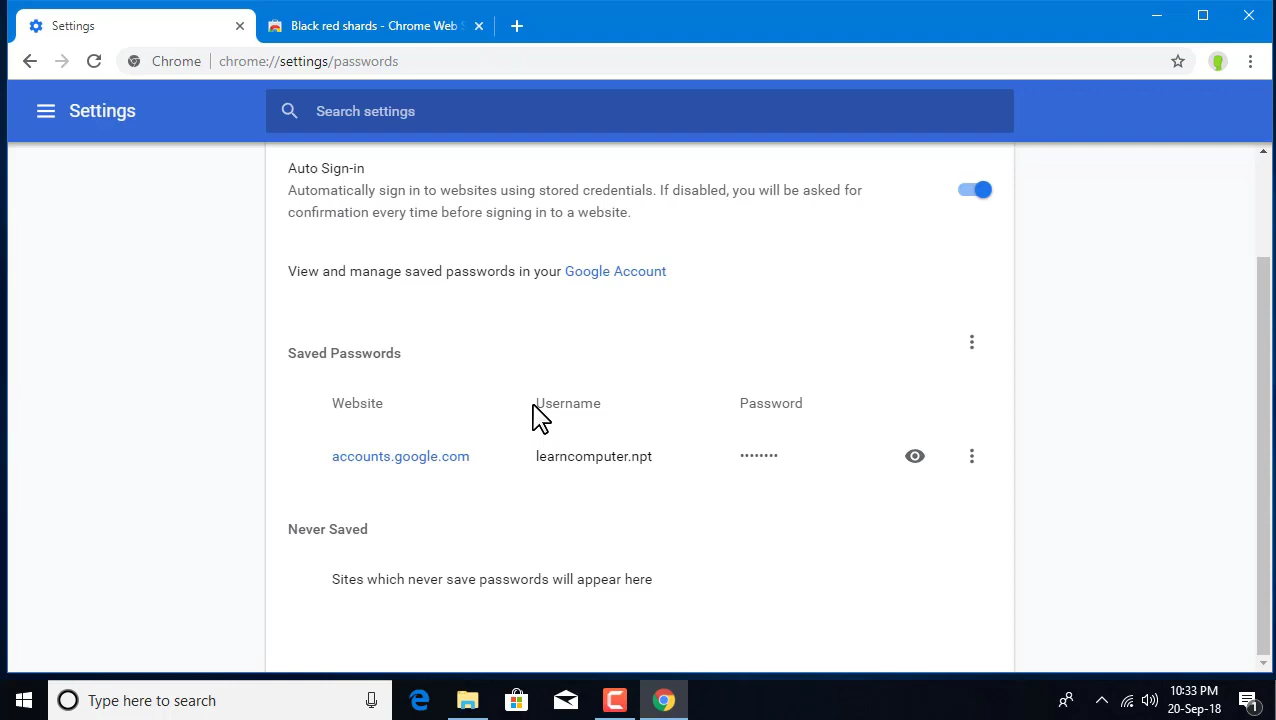 Settings
Black red shards - Chrome Web S
Chrome
chrome://settings/passwords
Settings
Search settings
Auto Sign-in
Automatically sign in to websites using stored credentials. If disabled, you will be asked for
confirmation every time before signing in to a website.
View and manage saved passwords in your Google Account
Saved Passwords
Website Username Password
accounts.google.com learncomputer.npt ••••••••
Never Saved
Sites which never save passwords will appear here
Type here to search
10:33 PM
20-Sep-18
1